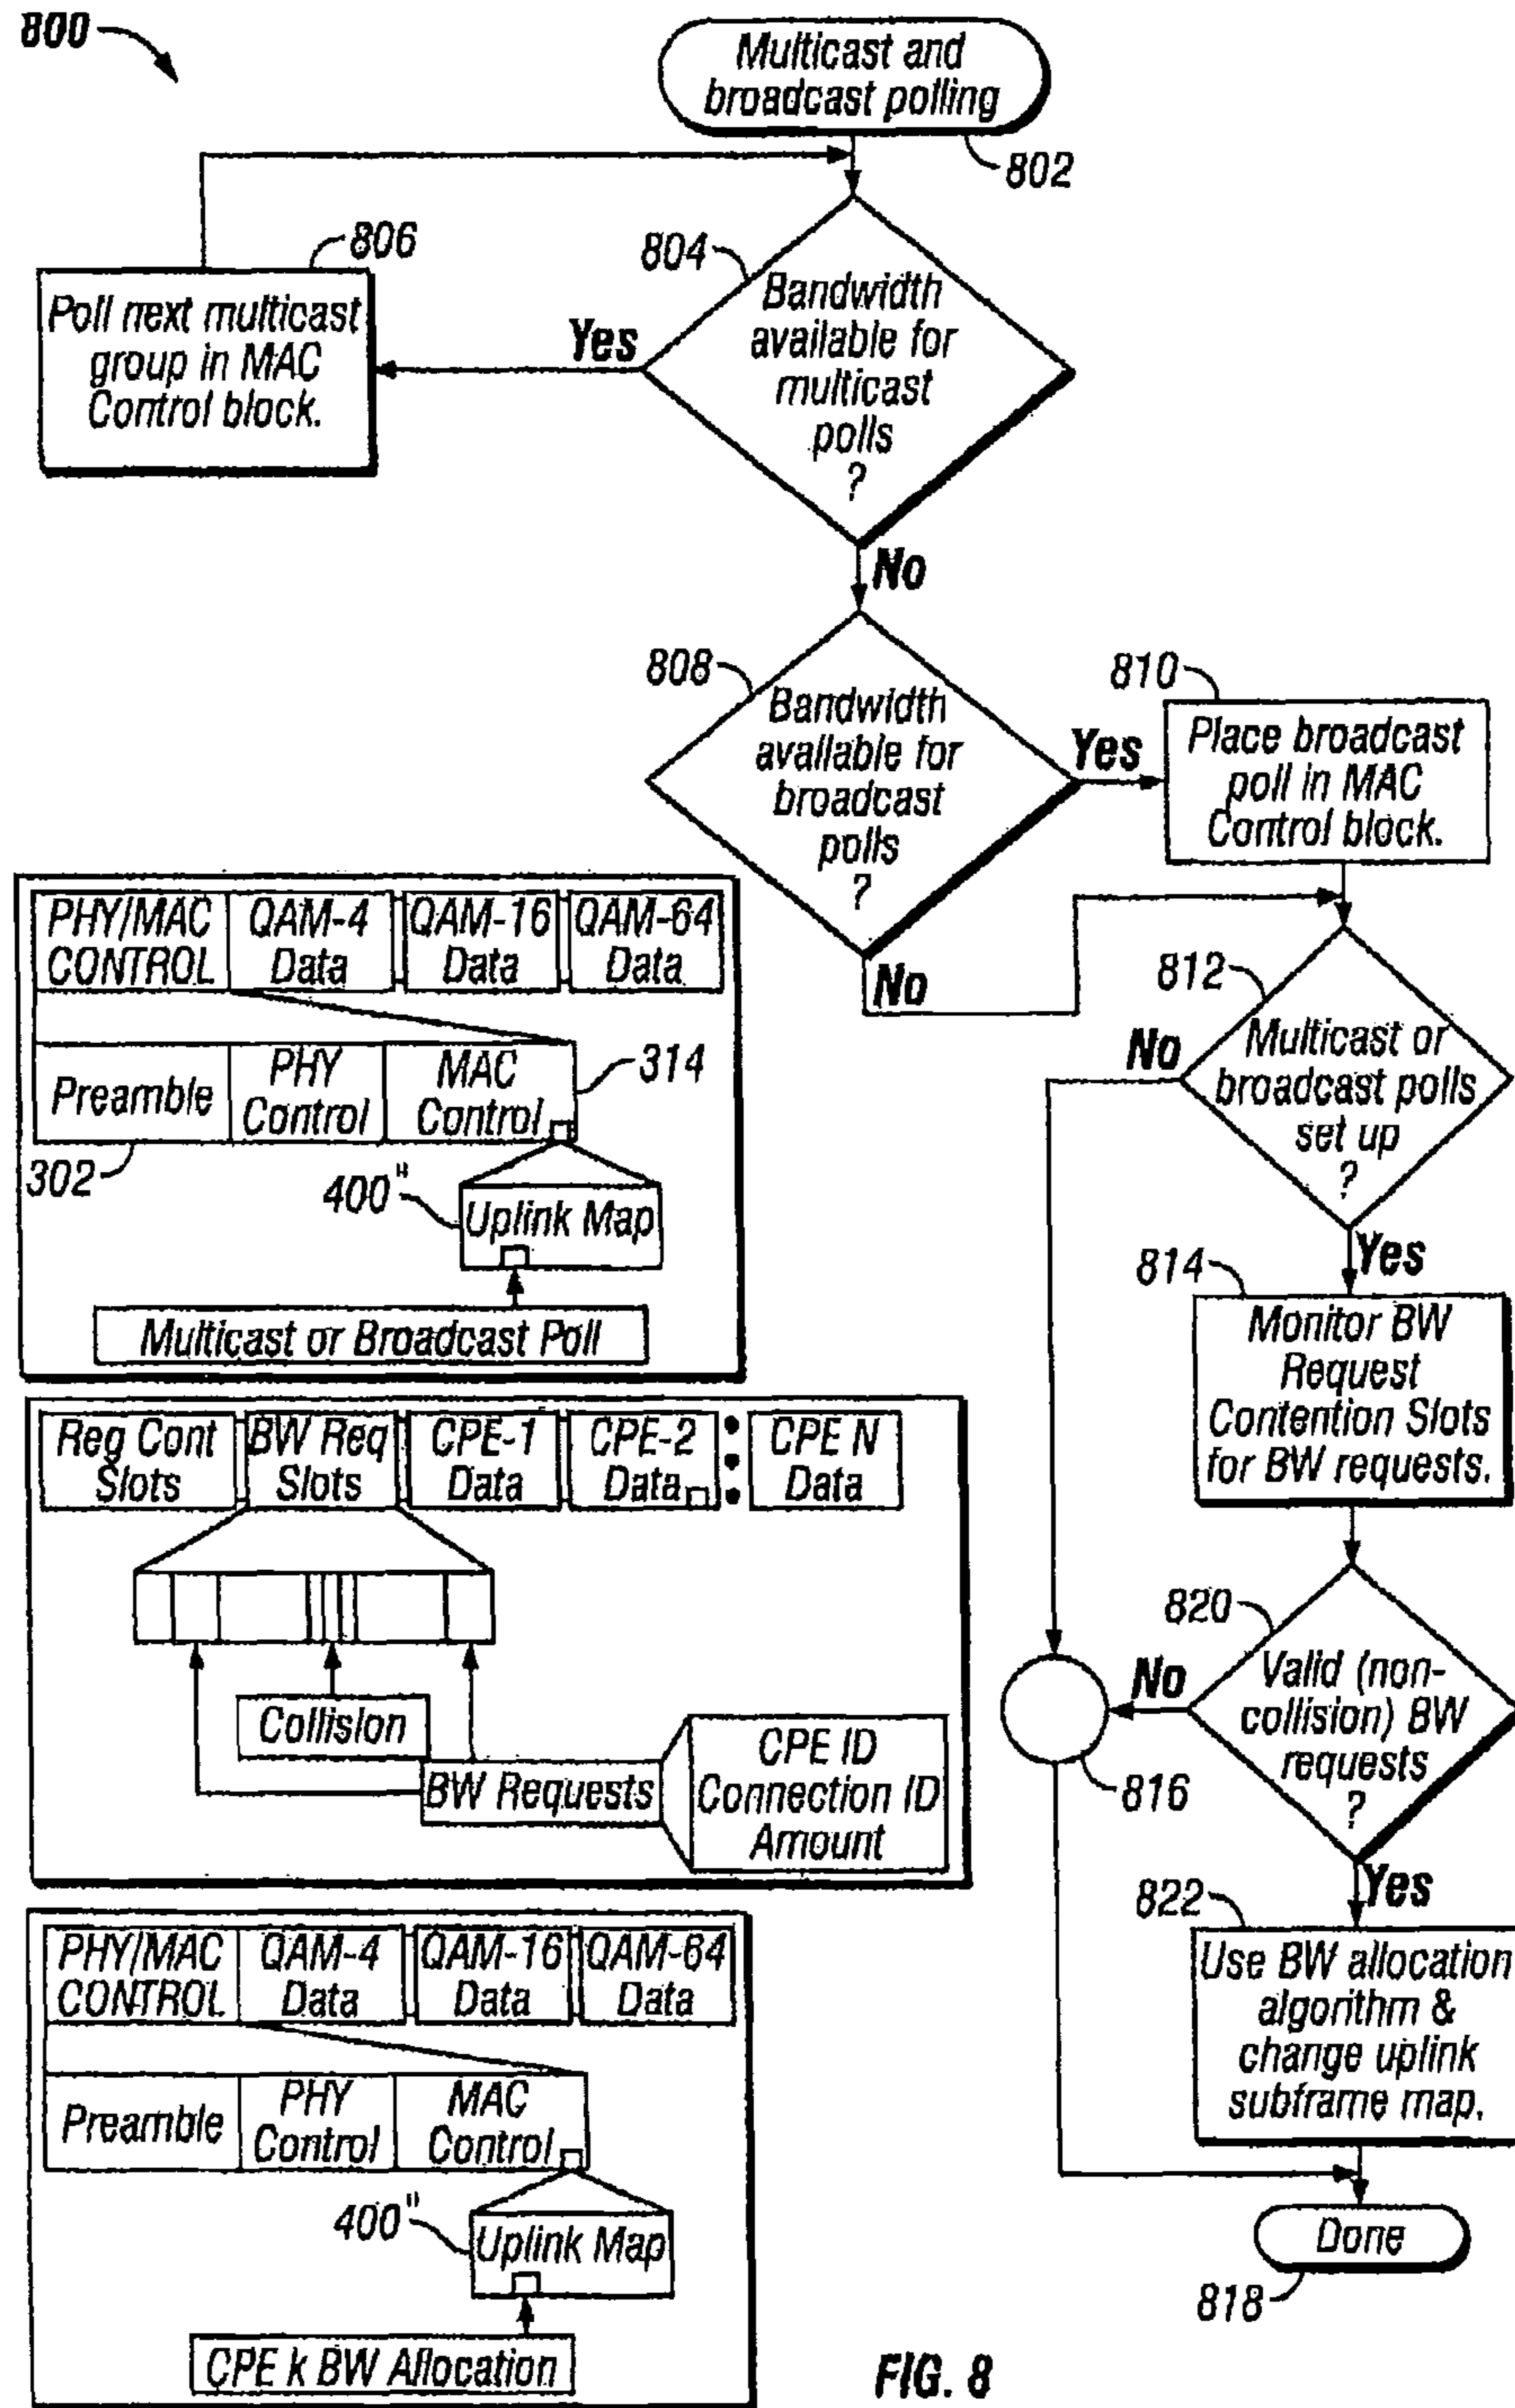 800
Multicast and
broadcast polling
802
806
804
Poll next multicast
group in MAC
Control block.
Yes
Bandwidth
available for
multicast
polls
?
No
808
Bandwidth
available for
broadcast
polls
?
Yes
810
Place broadcast
poll in MAC
Control block.
No
812
Multicast or
broadcast polls
set up
?
No
Yes
814
Monitor BW
Request
Contention Slots
for BW requests.
820
Valid (non-
collision) BW
requests
?
No
816
Yes
822
Use BW allocation
algorithm &
change uplink
subframe map.
Done
818
PHY/MAC
CONTROL
QAM-4
Data
QAM-16
Data
QAM-64
Data
Preamble
PHY
Control
MAC
Control
314
302
400"
Uplink Map
Multicast or Broadcast Poll
Reg Cont
Slots
BW Req
Slots
CPE-1
Data
CPE-2
Data
CPE N
Data
Collision
BW Requests
CPE ID
Connection ID
Amount
PHY/MAC
CONTROL
QAM-4
Data
QAM-16
Data
QAM-64
Data
Preamble
PHY
Control
MAC
Control
400"
Uplink Map
CPE k BW Allocation
FIG. 8